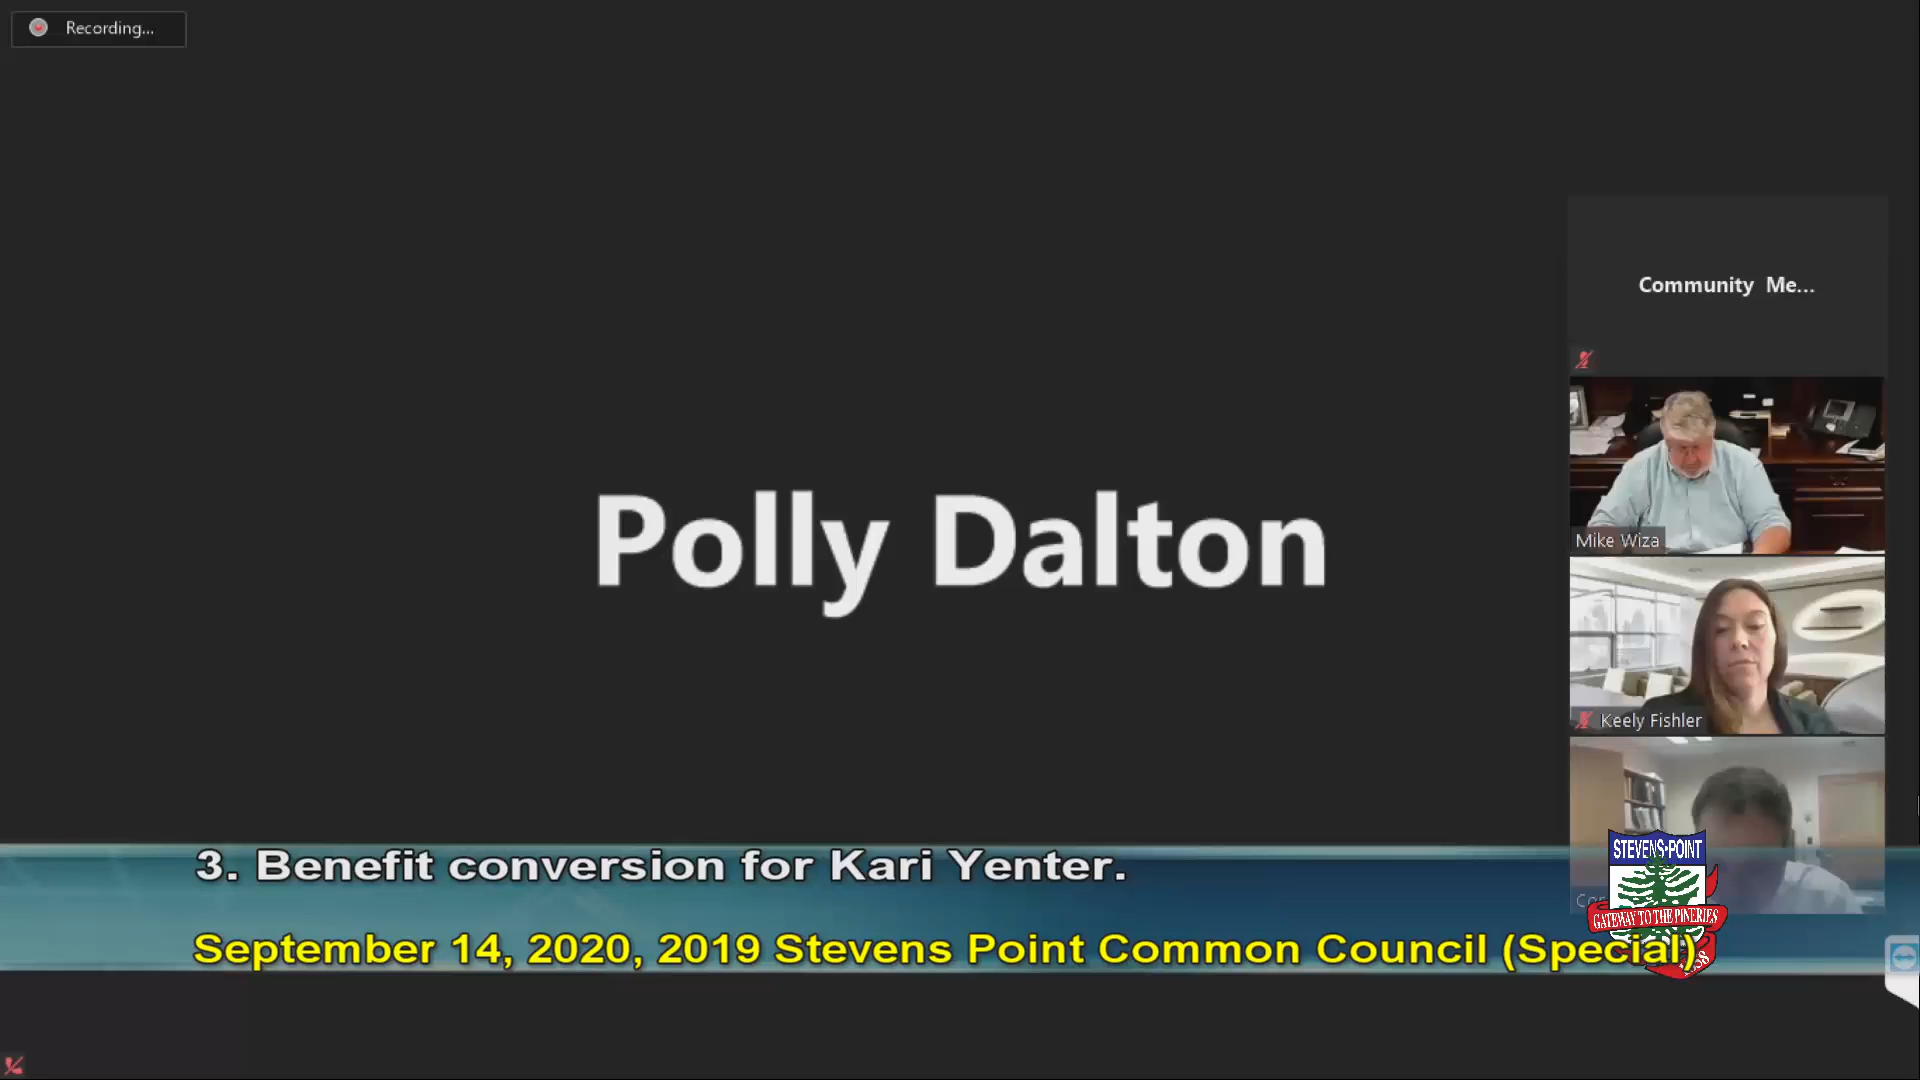 Recording...
Community Me...
Polly Dalton
Mike Wiza
Keely Fishler
3. Benefit conversion for Kari Yenter.
STEVENS·POINT
GATEWAY TO THE PINERIES
September 14, 2020, 2019 Stevens Point Common Council (Special)